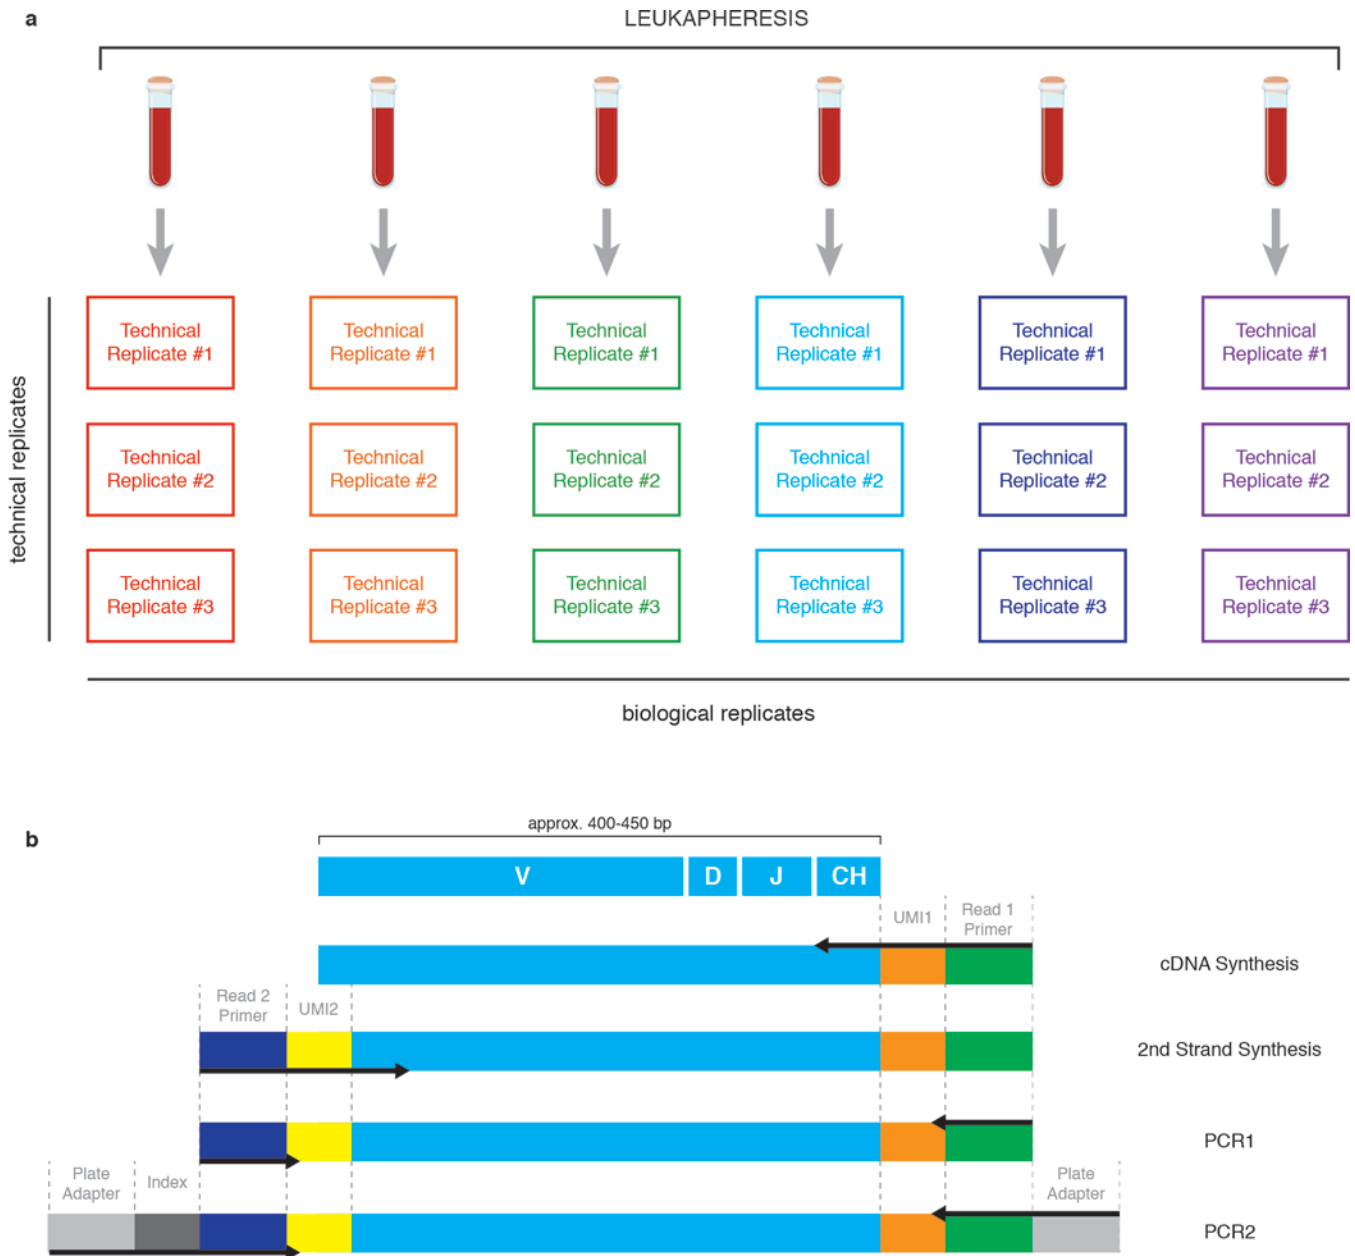 a
LEUKAPHERESIS
Technical
Replicate #1
Technical
Replicate #1
Technical
Replicate #1
Technical
Replicate #1
Technical
Replicate #1
Technical
Replicate #1
technical replicates
Technical
Replicate #2
Technical
Replicate #2
Technical
Replicate #2
Technical
Replicate #2
Technical
Replicate #2
Technical
Replicate #2
Technical
Replicate #3
Technical
Replicate #3
Technical
Replicate #3
Technical
Replicate #3
Technical
Replicate #3
Technical
Replicate #3
biological replicates
b
approx. 400-450 bp
V
D
J
CH
UMI1
Read 1
Primer
cDNA Synthesis
Read 2
Primer
UMI2
2nd Strand Synthesis
PCR1
Plate
Adapter
Index
Plate
Adapter
PCR2